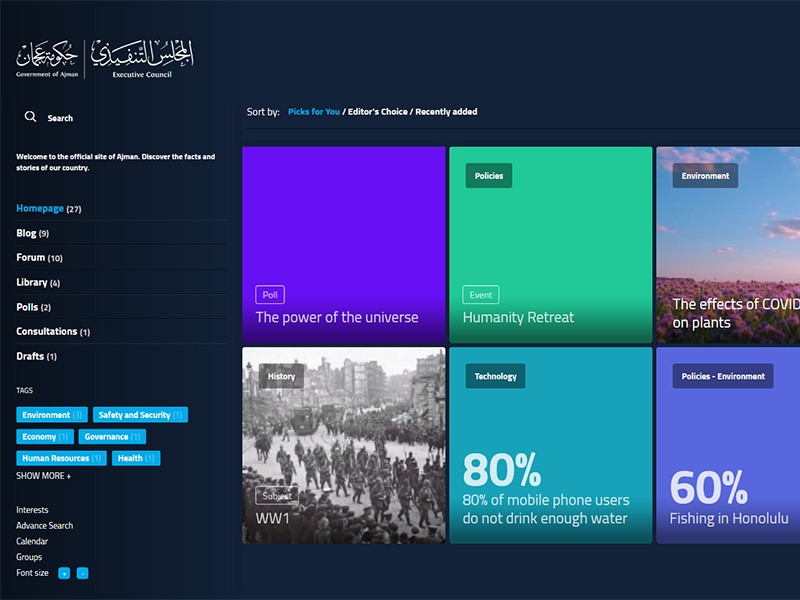 حكومة عجمان
Government of Ajman
المجلس التنفيذي
Executive Council
Search
Welcome to the official site of Ajman. Discover the facts and
stories of our country.
Homepage (27)
Blog (9)
Forum (10)
Library (4)
Polls (2)
Consultations (1)
Drafts (1)
TAGS
Environment (3) Safety and Security (1)
Economy (1) Governance (1)
Human Resources (1) Health (1)
SHOW MORE +
Interests
Advance Search
Calendar
Groups
Font size + -
Sort by: Picks for You / Editor's Choice / Recently added
Poll
The power of the universe
Policies
Event
Humanity Retreat
Environment
The effects of COVID
on plants
History
Subject
WW1
Technology
80%
80% of mobile phone users
do not drink enough water
Policies - Environment
60%
Fishing in Honolulu